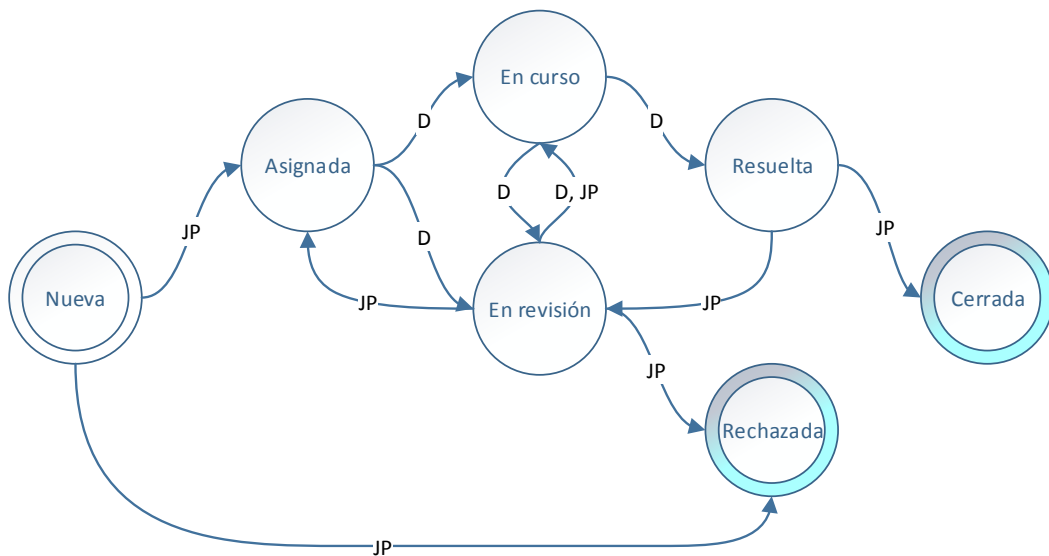 En curso
D
D
Asignada
Resuelta
D
D, JP
JP
D
JP
Nueva
JP
En revisión
JP
Cerrada
JP
Rechazada
JP